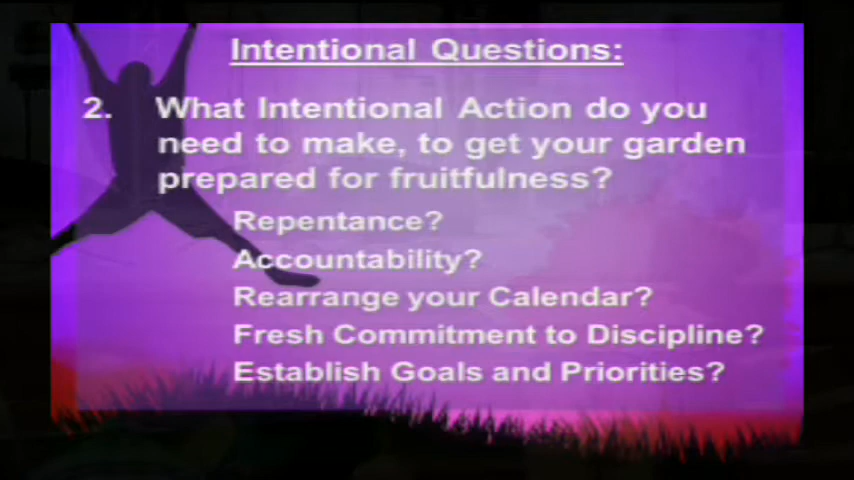 Intentional Questions:
2. What Intentional Action do you
need to make, to get your garden
prepared for fruitfulness?
Repentance?
Accountability?
Rearrange your Calendar?
Fresh Commitment to Discipline?
Establish Goals and Priorities?